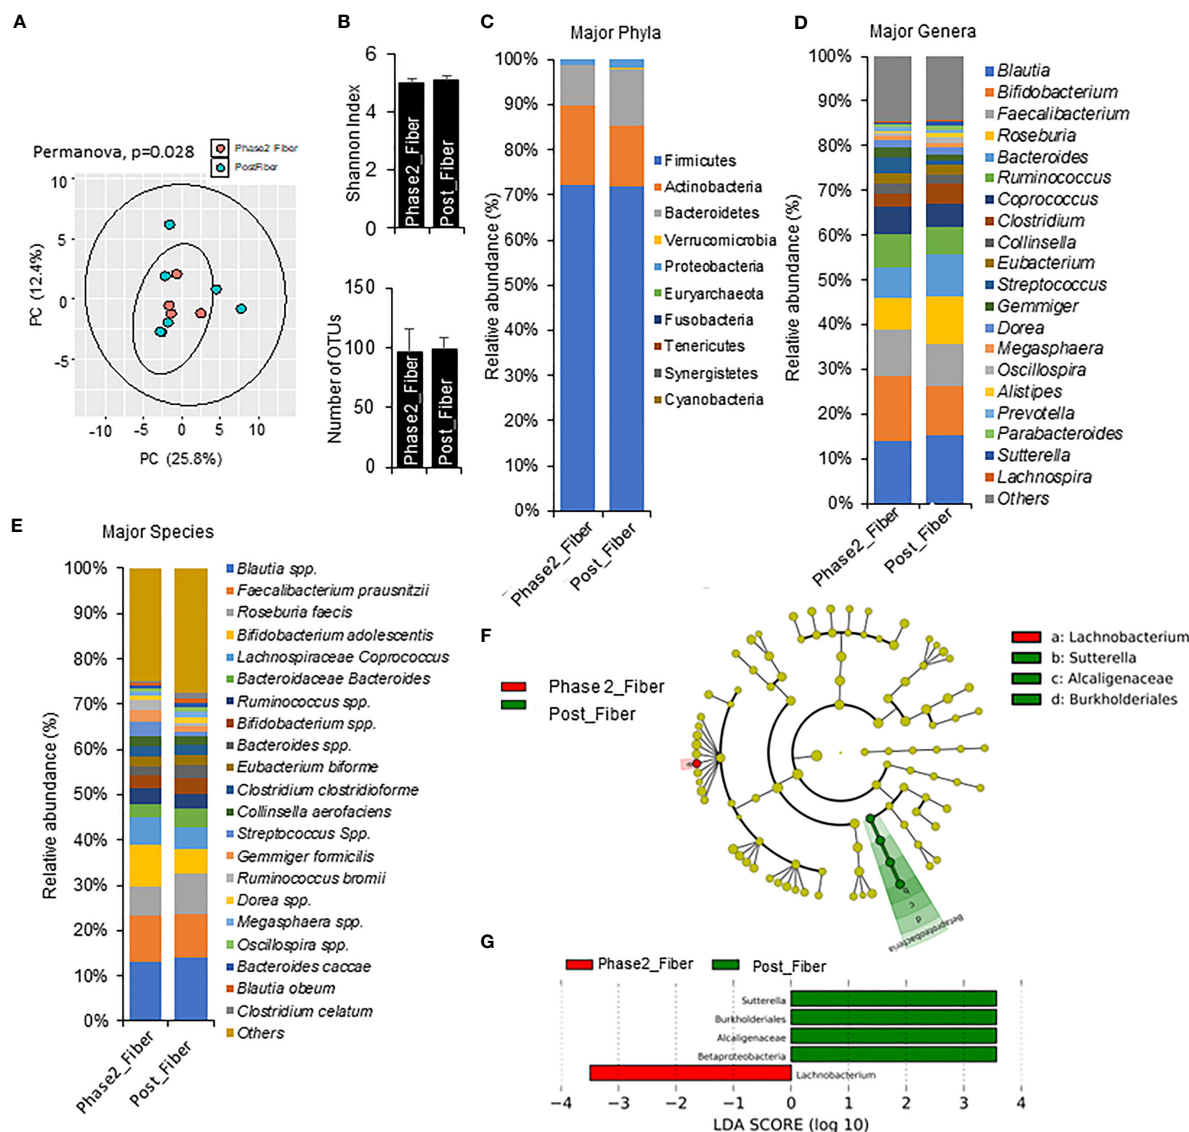 A
Permanova, p=0.028
Phase2_Fiber
PostFiber
10
5
0
−5
−10
−5
0
5
10
PC (12.4%)
PC (25.8%)
B
6
4
2
0
Shannon Index
Phase2_Fiber
Post_Fiber
150
100
50
0
Number of OTUs
Phase2_Fiber
Post_Fiber
C
Major Phyla
100%
90%
80%
70%
60%
50%
40%
30%
20%
10%
0%
Relative abundance (%)
Phase2_Fiber
Post_Fiber
Firmicutes
Actinobacteria
Bacteroidetes
Verrucomicrobia
Proteobacteria
Euryarchaeota
Fusobacteria
Tenericutes
Synergistetes
Cyanobacteria
D
Major Genera
100%
90%
80%
70%
60%
50%
40%
30%
20%
10%
0%
Relative abundance (%)
Phase2_Fiber
Post_Fiber
Blautia
Bifidobacterium
Faecalibacterium
Roseburia
Bacteroides
Ruminococcus
Coprococcus
Clostridium
Collinsella
Eubacterium
Streptococcus
Gemmiger
Dorea
Megasphaera
Oscillospira
Alistipes
Prevotella
Parabacteroides
Sutterella
Lachnospira
Others
E
Major Species
100%
90%
80%
70%
60%
50%
40%
30%
20%
10%
0%
Relative abundance (%)
Phase2_Fiber
Post_Fiber
Blautia spp.
Faecalibacterium prausnitzii
Roseburia faecis
Bifidobacterium adolescentis
Lachnospiraceae Coprococcus
Bacteroidaceae Bacteroides
Ruminococcus spp.
Bifidobacterium spp.
Bacteroides spp.
Eubacterium biforme
Clostridium clostridioforme
Collinsella aerofaciens
Streptococcus Spp.
Gemmiger formicilis
Ruminococcus bromii
Dorea spp.
Megasphaera spp.
Oscillospira spp.
Bacteroides caccae
Blautia obeum
Clostridium celatum
Others
F
Phase 2_Fiber
Post_Fiber
a: Lachnobacterium
b: Sutterella
c: Alcaligenaceae
d: Burkholderiales
b
c
d
Betaproteobacteria
G
Phase2_Fiber
Post_Fiber
Sutterella
Burkholderiales
Alcaligenaceae
Betaproteobacteria
Lachnobacterium
−4
−3
−2
−1
0
1
2
3
4
LDA SCORE (log 10)